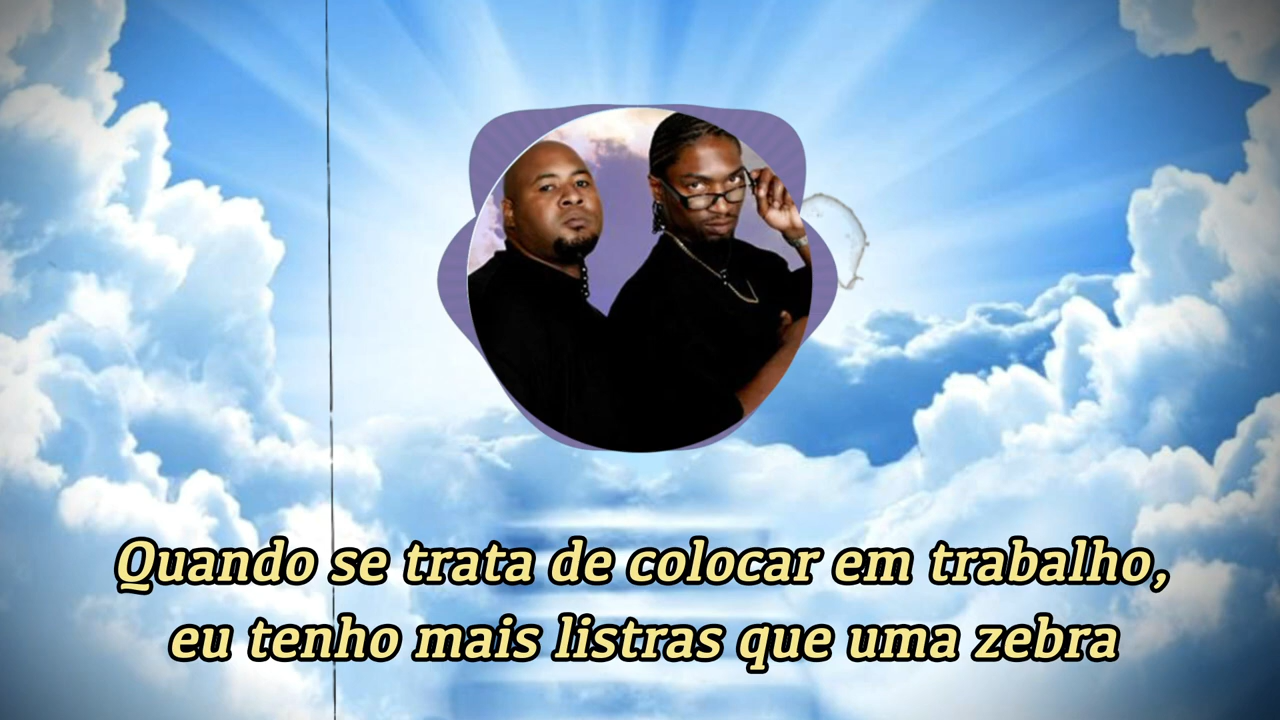 Quando se trata de colocar em trabalho,
eu tenho mais listras que uma zebra